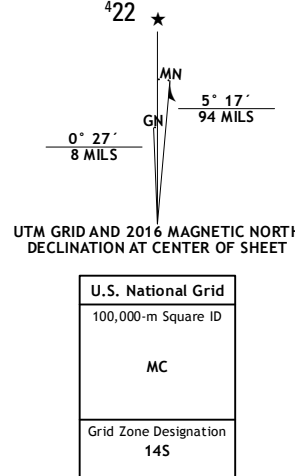 ⁴22
MN
GN
5° 17´
94 MILS
0° 27´
8 MILS
UTM GRID AND 2016 MAGNETIC NORTH
DECLINATION AT CENTER OF SHEET
U.S. National Grid
100,000-m Square ID
MC
Grid Zone Designation
14S